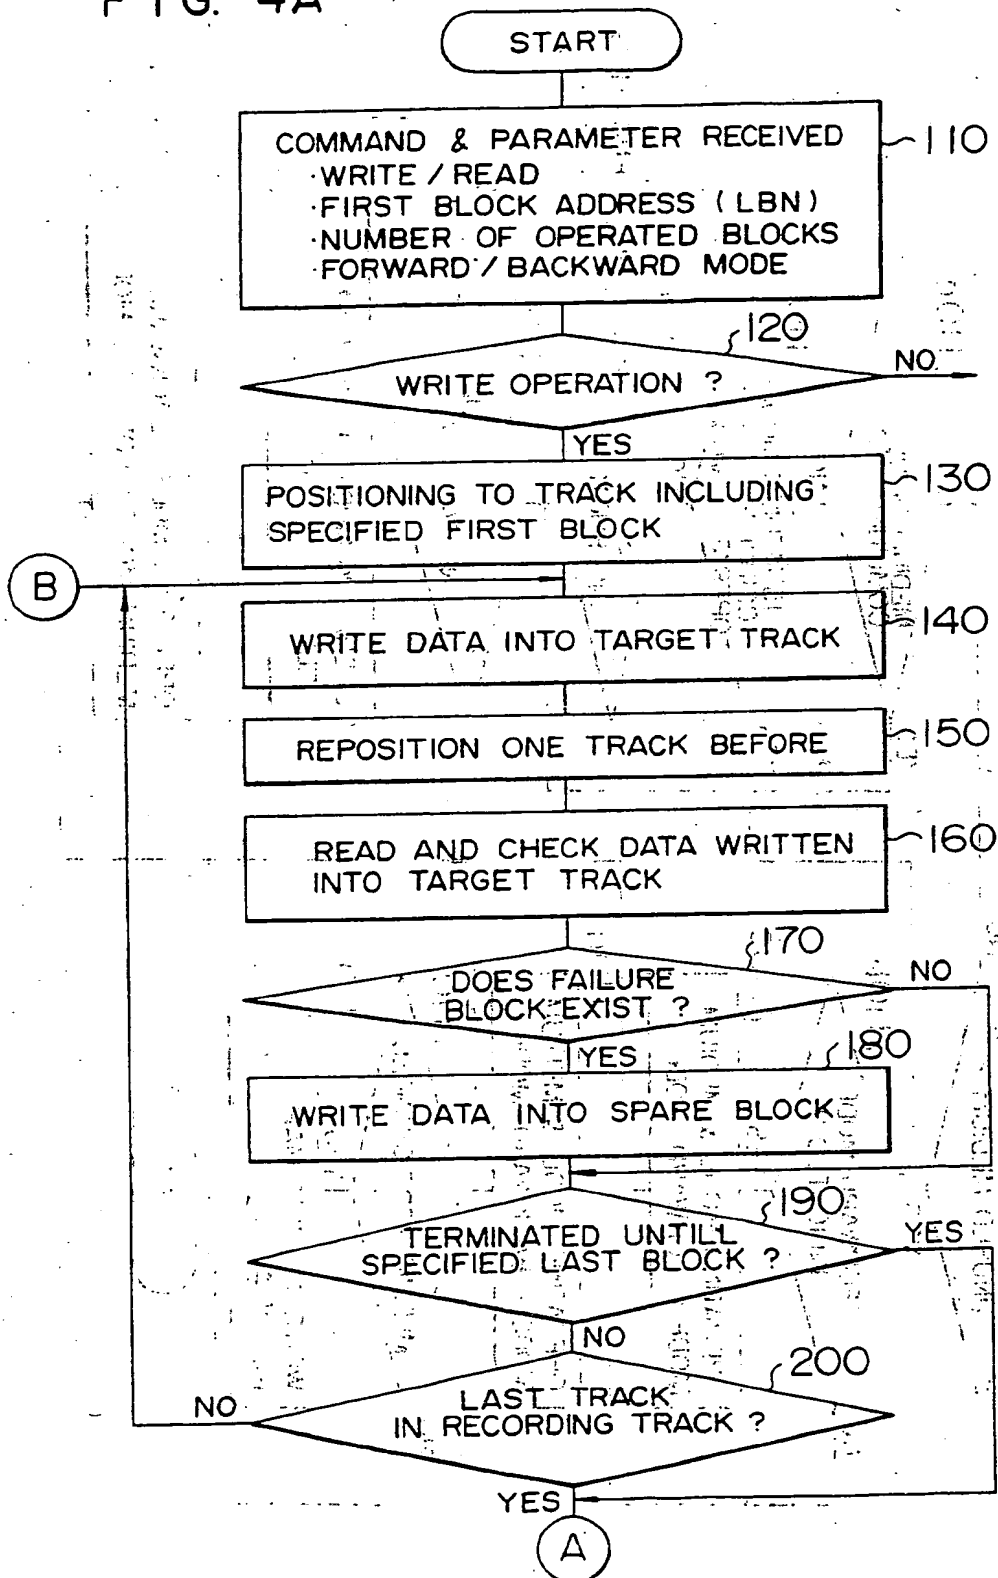 FIG. 4A
START
COMMAND & PARAMETER RECEIVED
·WRITE / READ
·FIRST BLOCK ADDRESS (LBN)
·NUMBER OF OPERATED BLOCKS
·FORWARD / BACKWARD MODE
110
120
WRITE OPERATION ?
NO
YES
POSITIONING TO TRACK INCLUDING
SPECIFIED FIRST BLOCK
130
B
WRITE DATA INTO TARGET TRACK
140
REPOSITION ONE TRACK BEFORE
150
READ AND CHECK DATA WRITTEN
INTO TARGET TRACK
160
170
DOES FAILURE
BLOCK EXIST ?
NO
YES
180
WRITE DATA INTO SPARE BLOCK
190
TERMINATED UNTILL
SPECIFIED LAST BLOCK ?
YES
NO
200
LAST TRACK
IN RECORDING TRACK ?
NO
YES
A